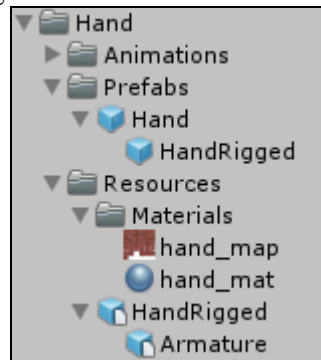 Hand
Animations
Prefabs
Hand
HandRigged
Resources
Materials
hand_map
hand_mat
HandRigged
Armature